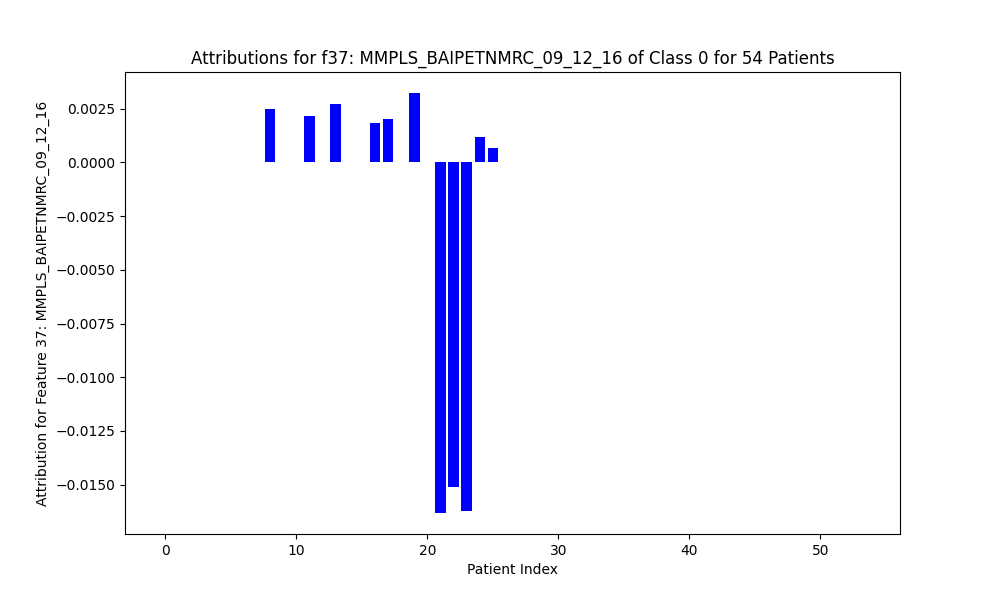 Attributions for f37: MMPLS_BAIPETNMRC_09_12_16 of Class 0 for 54 Patients
Attribution for Feature 37: MMPLS_BAIPETNMRC_09_12_16
0.0025
0.0000
−0.0025
−0.0050
−0.0075
−0.0100
−0.0125
−0.0150
0 10 20 30 40 50
Patient Index